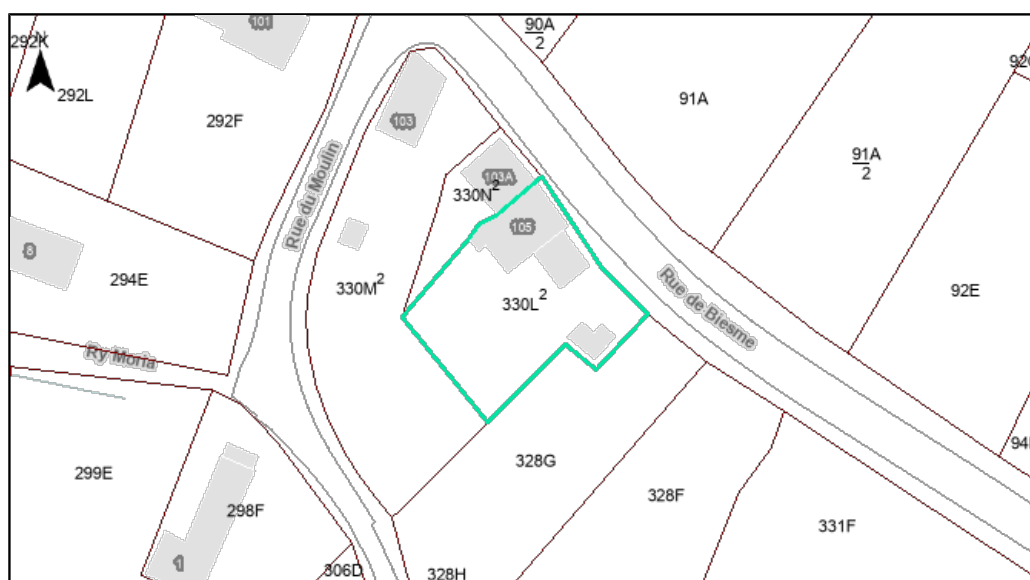 101
90A
2
292K
N
92
292L
91A
292F
103
91A
2
Rue du Moulin
103A
330N²
105
8
294E
330M²
330L²
Rue de Biesme
92E
Ry Moria
94
328G
299E
328F
298F
331F
1
306D
328H